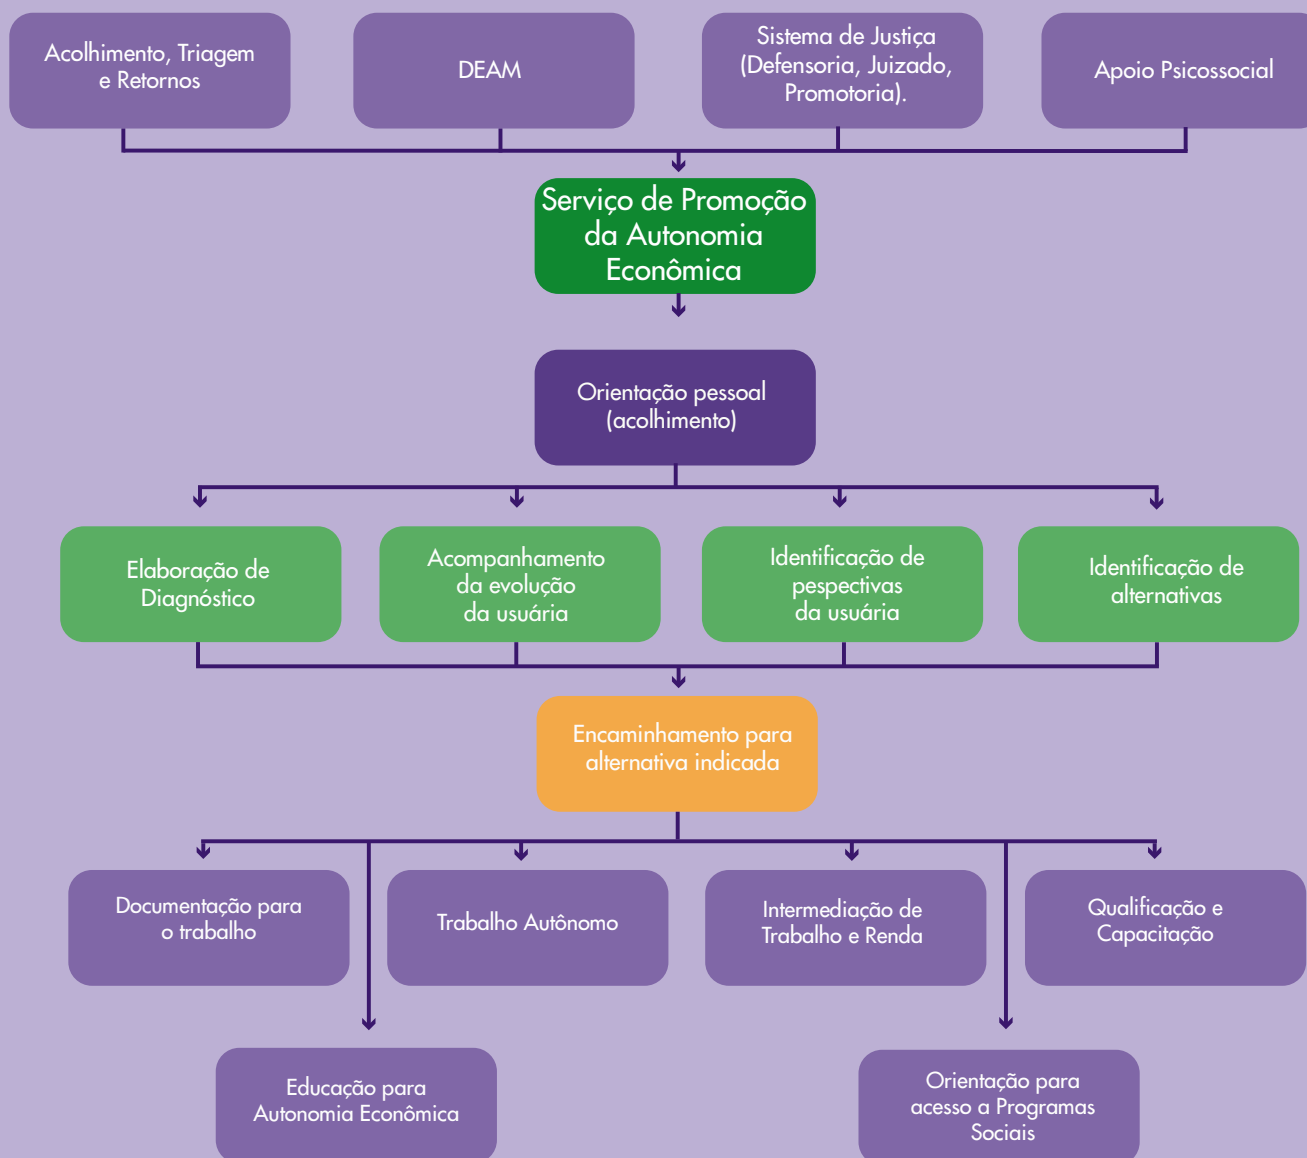 Acolhimento, Triagem
e Retornos
DEAM
Sistema de Justiça
(Defensoria, Juizado,
Promotoria).
Apoio Psicossocial
Serviço de Promoção
da Autonomia
Econômica
Orientação pessoal
(acolhimento)
Elaboração de
Diagnóstico
Acompanhamento
da evolução
da usuária
Identificação de
pespectivas
da usuária
Identificação de
alternativas
Encaminhamento para
alternativa indicada
Documentação para
o trabalho
Trabalho Autônomo
Intermediação de
Trabalho e Renda
Qualificação e
Capacitação
Educação para
Autonomia Econômica
Orientação para
acesso a Programas
Sociais